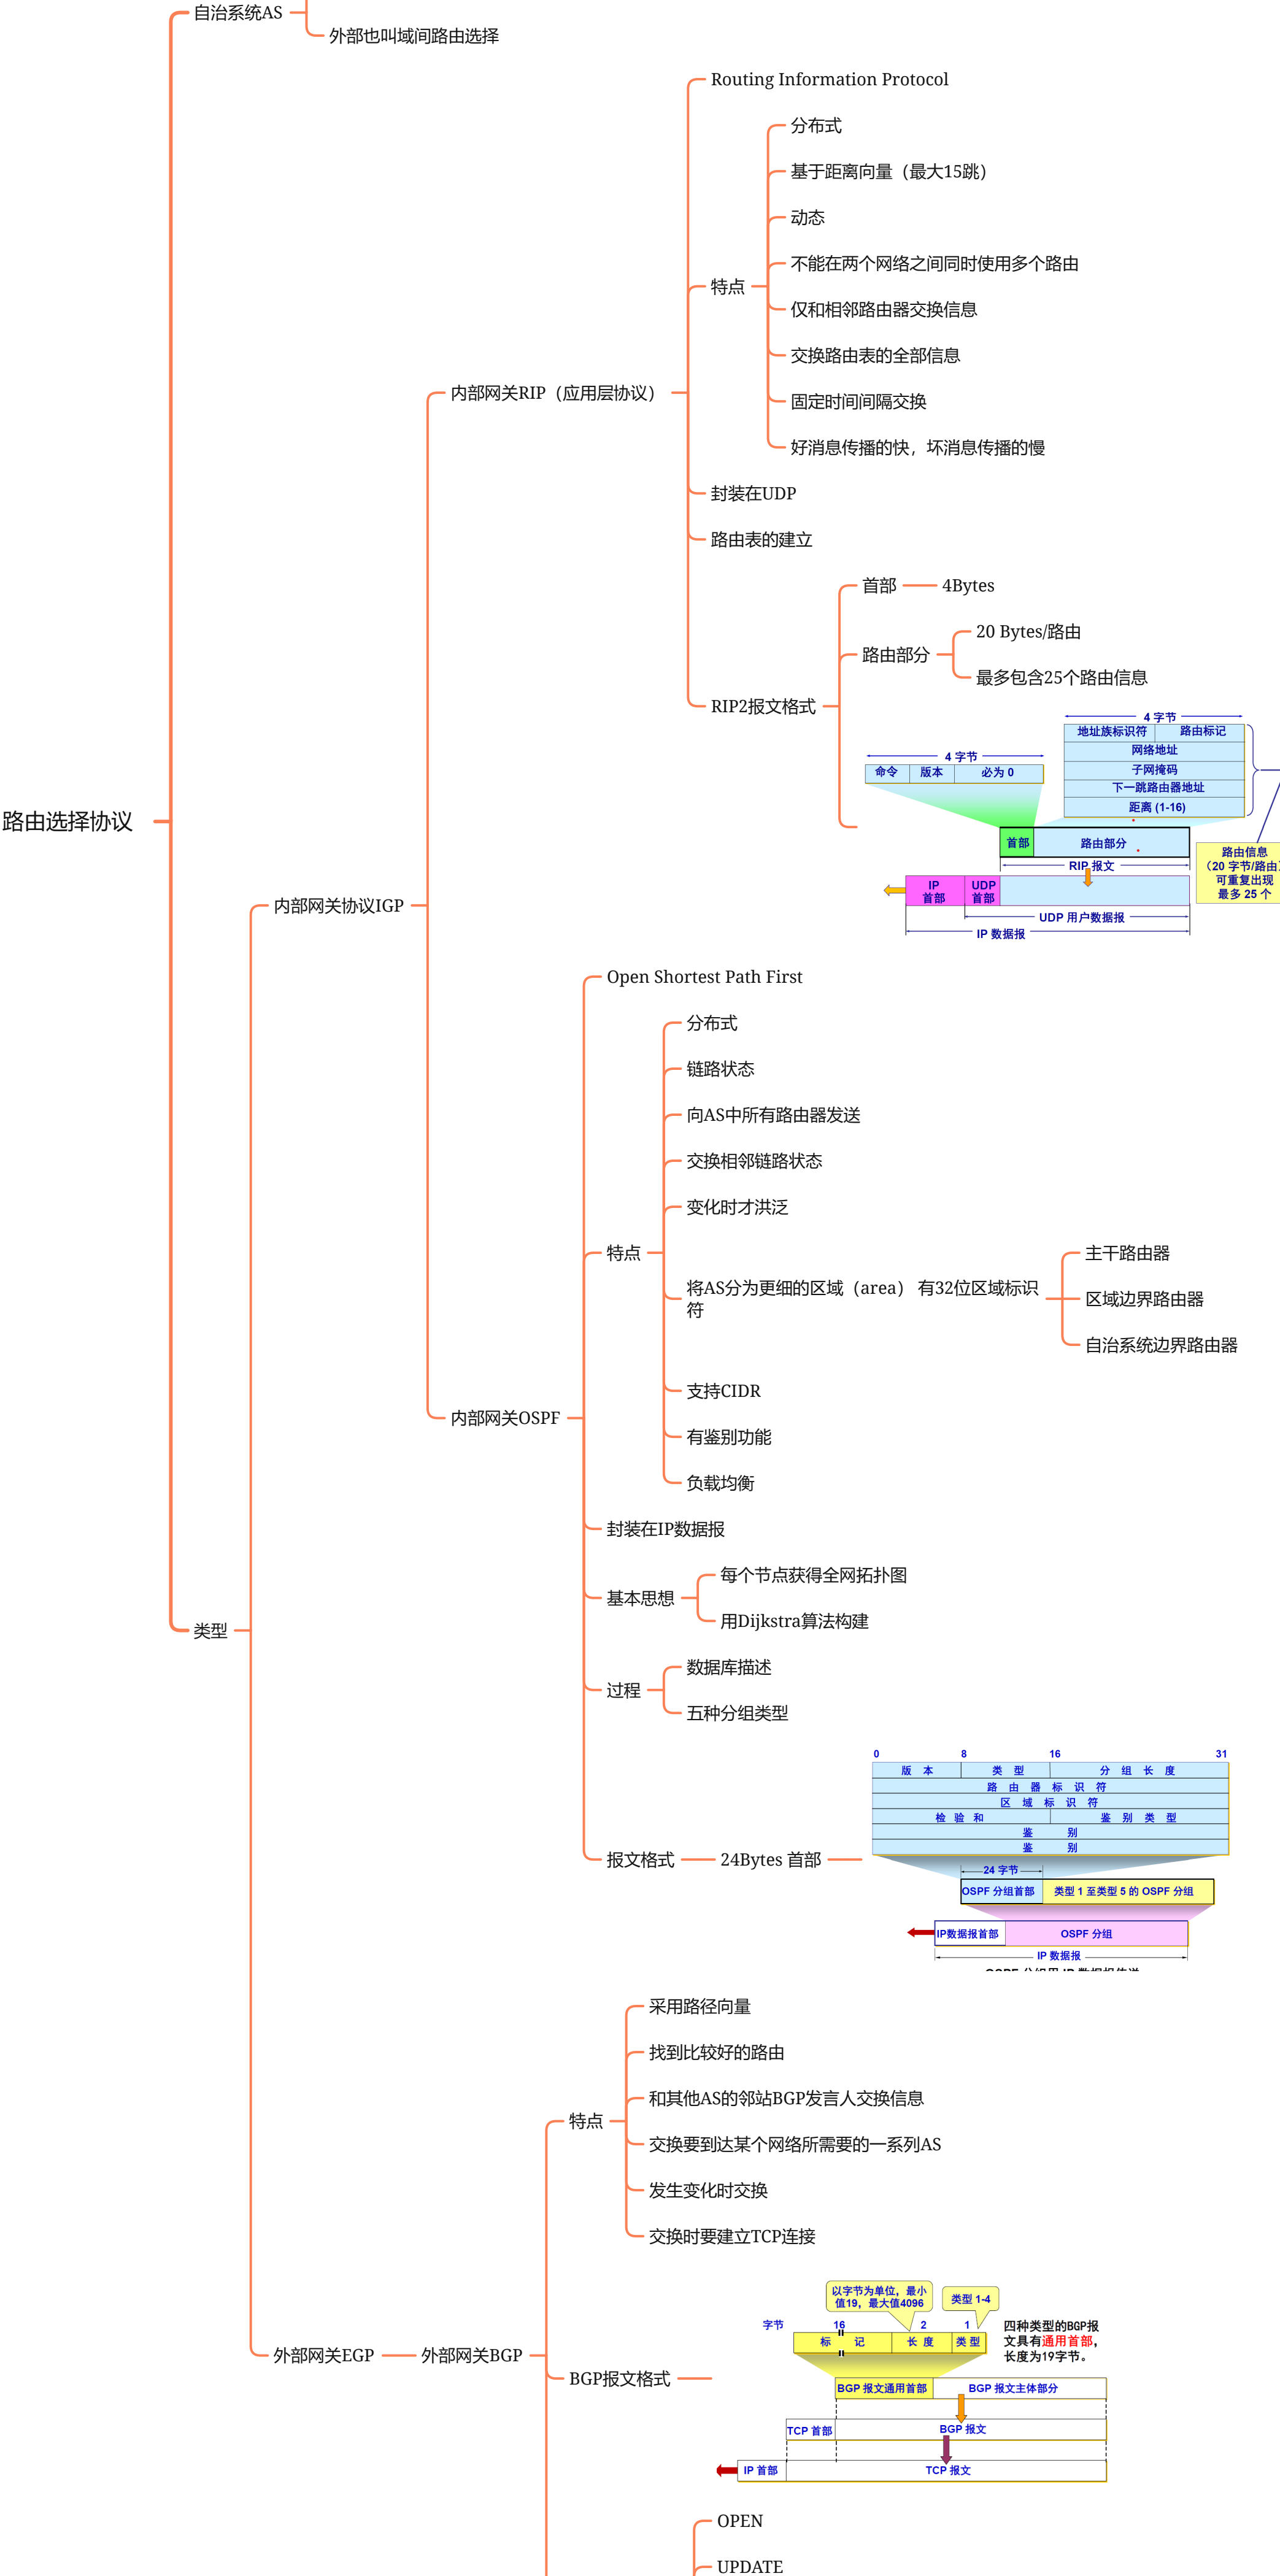 自治系统AS
外部也叫域间路由选择
路由选择协议
类型
内部网关协议IGP
内部网关RIP（应用层协议）
Routing Information Protocol
特点
分布式
基于距离向量（最大15跳）
动态
不能在两个网络之间同时使用多个路由
仅和相邻路由器交换信息
交换路由表的全部信息
固定时间间隔交换
好消息传播的快，坏消息传播的慢
封装在UDP
路由表的建立
RIP2报文格式
首部
4Bytes
路由部分
20 Bytes/路由
最多包含25个路由信息
4 字节
地址族标识符 路由标记
网络地址
子网掩码
下一跳路由器地址
距离 (1-16)
4 字节
命令 版本 必为 0
首部 路由部分
RIP 报文
路由信息
（20 字节/路由）
可重复出现
最多 25 个
IP
首部
UDP
首部
UDP 用户数据报
IP 数据报
内部网关OSPF
Open Shortest Path First
特点
分布式
链路状态
向AS中所有路由器发送
交换相邻链路状态
变化时才洪泛
将AS分为更细的区域（area） 有32位区域标识
符
主干路由器
区域边界路由器
自治系统边界路由器
支持CIDR
有鉴别功能
负载均衡
封装在IP数据报
基本思想
每个节点获得全网拓扑图
用Dijkstra算法构建
过程
数据库描述
五种分组类型
报文格式
24Bytes 首部
0 8 16 31
版 本 类 型 分 组 长 度
路 由 器 标 识 符
区 域 标 识 符
检 验 和 鉴 别 类 型
鉴 别
鉴 别
24 字节
OSPF 分组首部 类型 1 至类型 5 的 OSPF 分组
IP数据报首部 OSPF 分组
IP 数据报
OSPF 分组用 IP 数据报传送
外部网关EGP
外部网关BGP
特点
采用路径向量
找到比较好的路由
和其他AS的邻站BGP发言人交换信息
交换要到达某个网络所需要的一系列AS
发生变化时交换
交换时要建立TCP连接
BGP报文格式
以字节为单位，最小
值19，最大值4096
类型 1-4
字节 16 2 1
标 记 长 度 类 型
四种类型的BGP报
文具有通用首部，
长度为19字节。
BGP 报文通用首部 BGP 报文主体部分
TCP 首部 BGP 报文
IP 首部 TCP 报文
OPEN
UPDATE